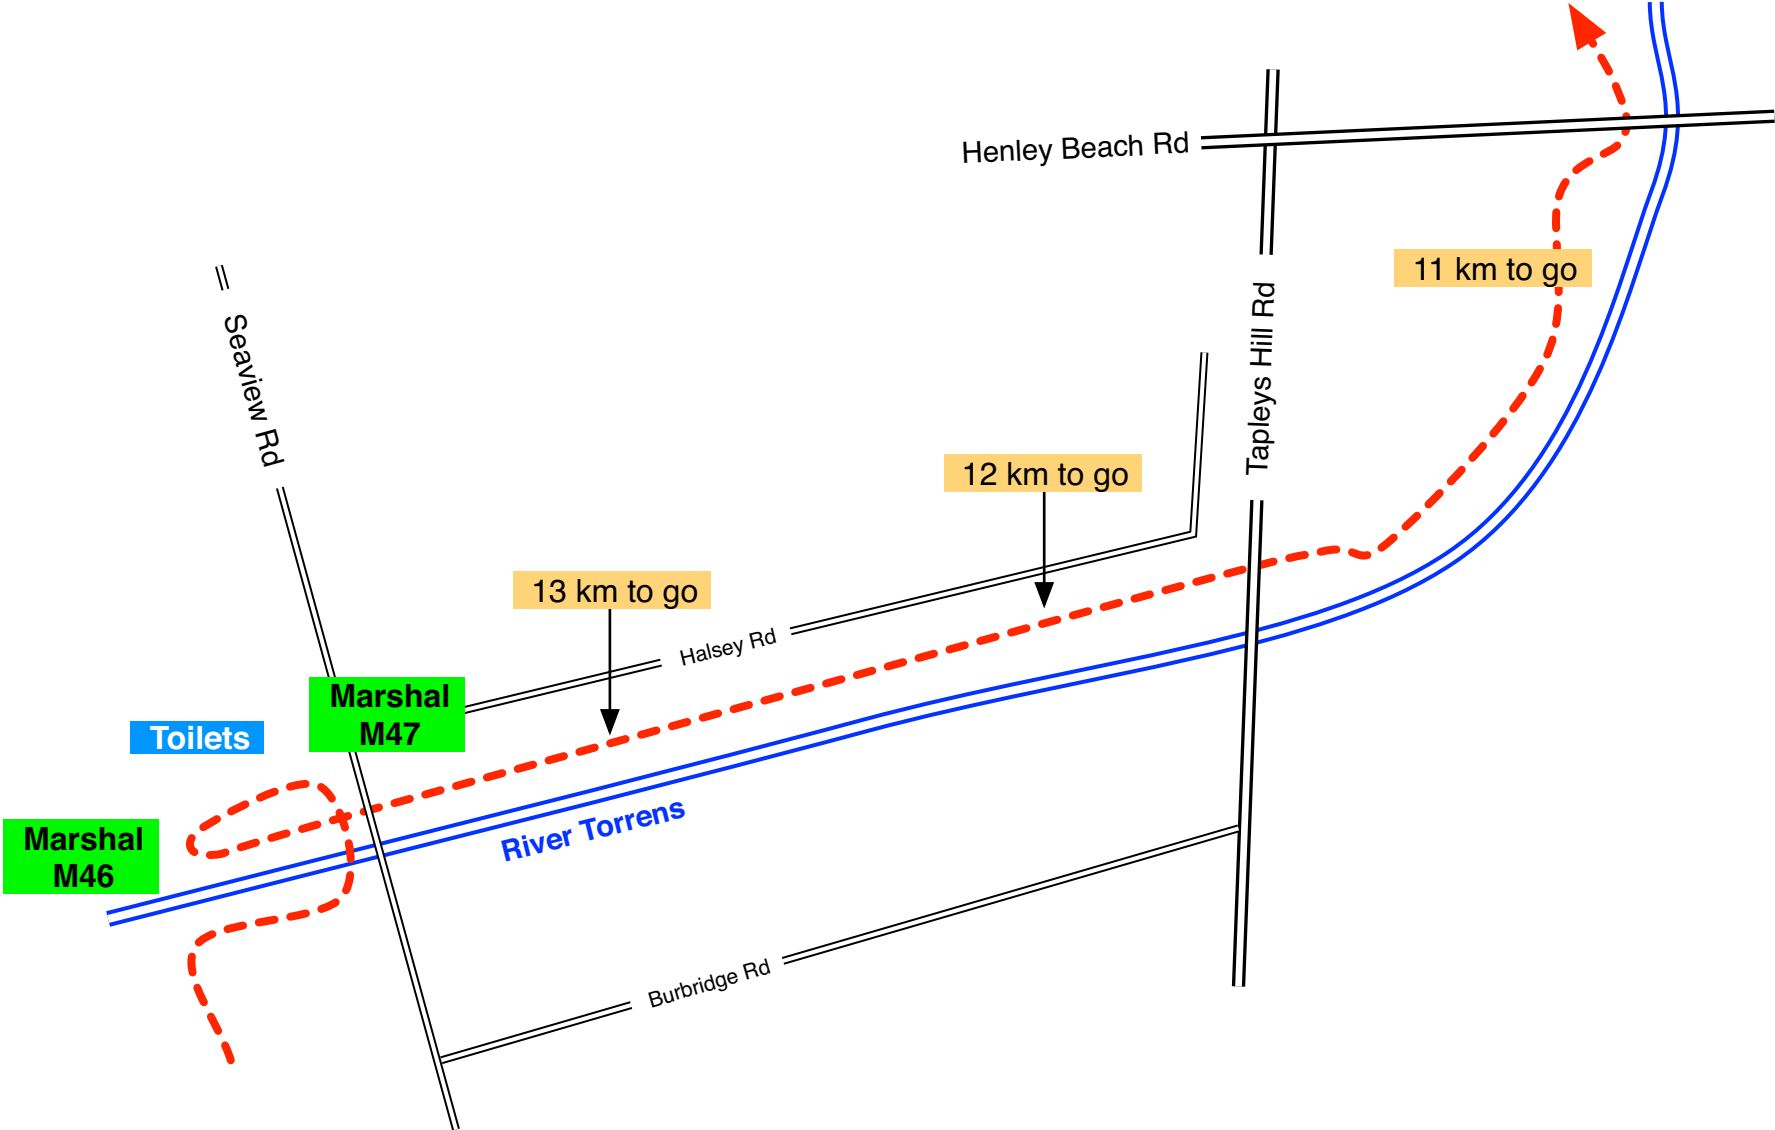 Henley Beach Rd
11 km to go
Seaview Rd
Tapleys Hill Rd
12 km to go
13 km to go
Halsey Rd
Marshal
M47
Toilets
Marshal
M46
River Torrens
Burbridge Rd